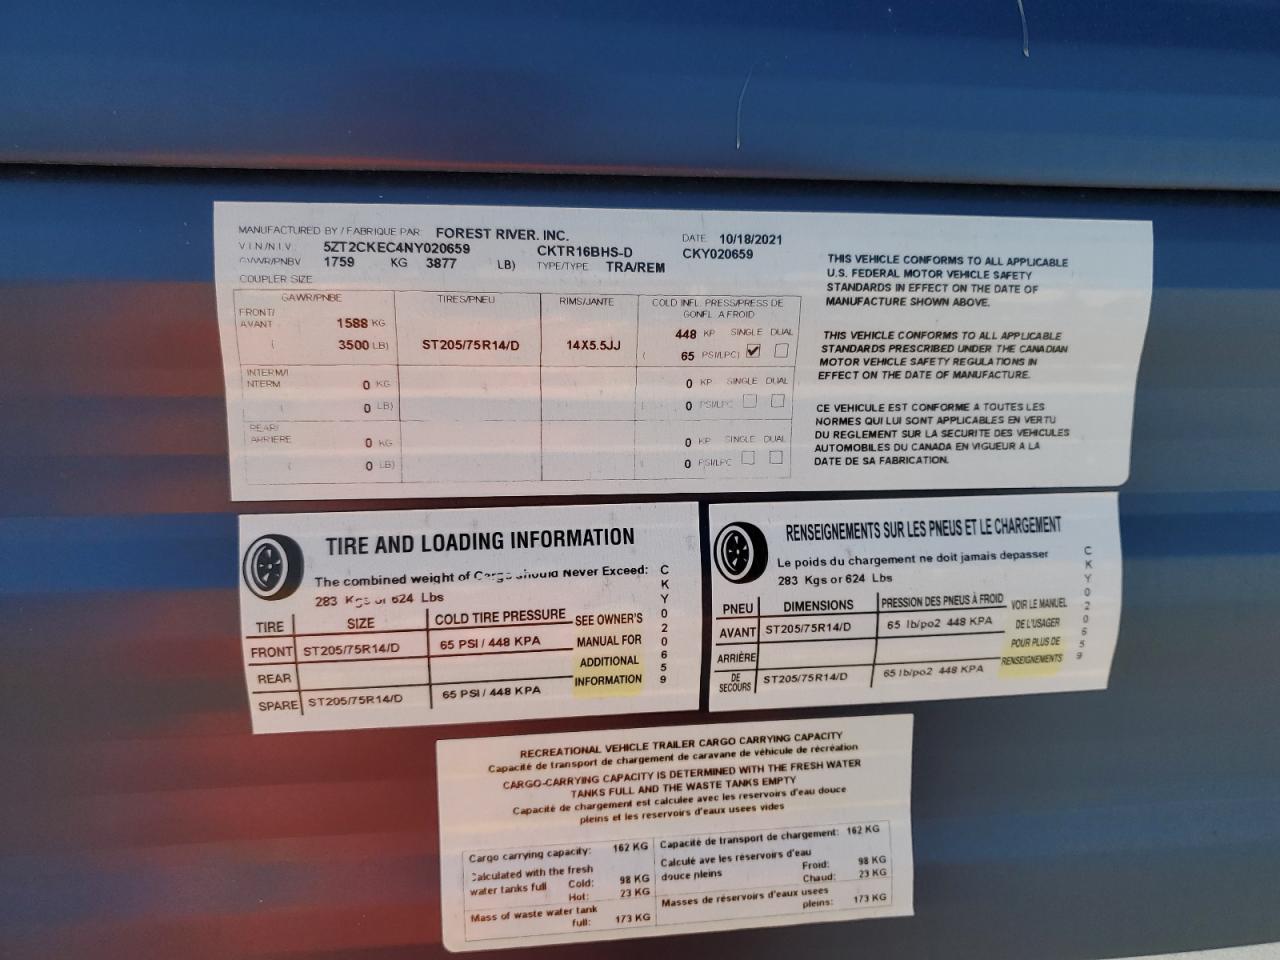 MANUFACTURED BY / FABRIQUE PAR: FOREST RIVER, INC. DATE: 10/18/2021
V.I.N/N.I.V.: 5ZT2CKEC4NY020659 CKTR16BHS-D CKY020659
GVWR/PNBV 1759 KG 3877 LB) TYPE/TYPE TRA/REM
COUPLER SIZE
GAWR/PNBE TIRES/PNEU RIMS/JANTE COLD INFL. PRESS/PRESS DE
GONFL A FROID
FRONT/
AVANT 1588 KG 448 KP SINGLE DUAL
( 3500 LB) ST205/75R14/D 14X5.5JJ ( 65 PSI/LPC)
INTERM/I
NTERM 0 KG 0 KP SINGLE DUAL
( 0 LB) ( 0 PSI/LPC
REAR/
ARRIERE 0 KG 0 KP SINGLE DUAL
( 0 LB) 0 PSI/LPC
THIS VEHICLE CONFORMS TO ALL APPLICABLE
U.S. FEDERAL MOTOR VEHICLE SAFETY
STANDARDS IN EFFECT ON THE DATE OF
MANUFACTURE SHOWN ABOVE.
THIS VEHICLE CONFORMS TO ALL APPLICABLE
STANDARDS PRESCRIBED UNDER THE CANADIAN
MOTOR VEHICLE SAFETY REGULATIONS IN
EFFECT ON THE DATE OF MANUFACTURE.
CE VEHICULE EST CONFORME A TOUTES LES
NORMES QUI LUI SONT APPLICABLES EN VERTU
DU REGLEMENT SUR LA SECURITE DES VEHICULES
AUTOMOBILES DU CANADA EN VIGUEUR A LA
DATE DE SA FABRICATION.
TIRE AND LOADING INFORMATION
The combined weight of Cargo should Never Exceed:
283 Kgs or 624 Lbs
TIRE SIZE COLD TIRE PRESSURE
FRONT ST205/75R14/D 65 PSI / 448 KPA
REAR
SPARE ST205/75R14/D 65 PSI / 448 KPA
SEE OWNER'S
MANUAL FOR
ADDITIONAL
INFORMATION
CKY020659
RENSEIGNEMENTS SUR LES PNEUS ET LE CHARGEMENT
Le poids du chargement ne doit jamais depasser
283 Kgs or 624 Lbs
PNEU DIMENSIONS PRESSION DES PNEUS À FROID
AVANT ST205/75R14/D 65 lb/po2 448 KPA
ARRIÈRE
DE
SECOURS ST205/75R14/D 65 lb/po2 448 KPA
VOIR LE MANUEL
DE L'USAGER
POUR PLUS DE
RENSEIGNEMENTS
CKY020659
RECREATIONAL VEHICLE TRAILER CARGO CARRYING CAPACITY
Capacité de transport de chargement de caravane de véhicule de récréation
CARGO-CARRYING CAPACITY IS DETERMINED WITH THE FRESH WATER
TANKS FULL AND THE WASTE TANKS EMPTY
Capacité de chargement est calculee avec les reservoirs d'eau douce
pleins et les reservoirs d'eaux usees vides
Cargo carrying capacity: 162 KG
Calculated with the fresh
water tanks full Cold: 98 KG
Hot: 23 KG
Mass of waste water tank
full: 173 KG
Capacité de transport de chargement: 162 KG
Calculé ave les réservoirs d'eau
douce pleins Froid: 98 KG
Chaud: 23 KG
Masses de réservoirs d'eaux usees
pleins: 173 KG